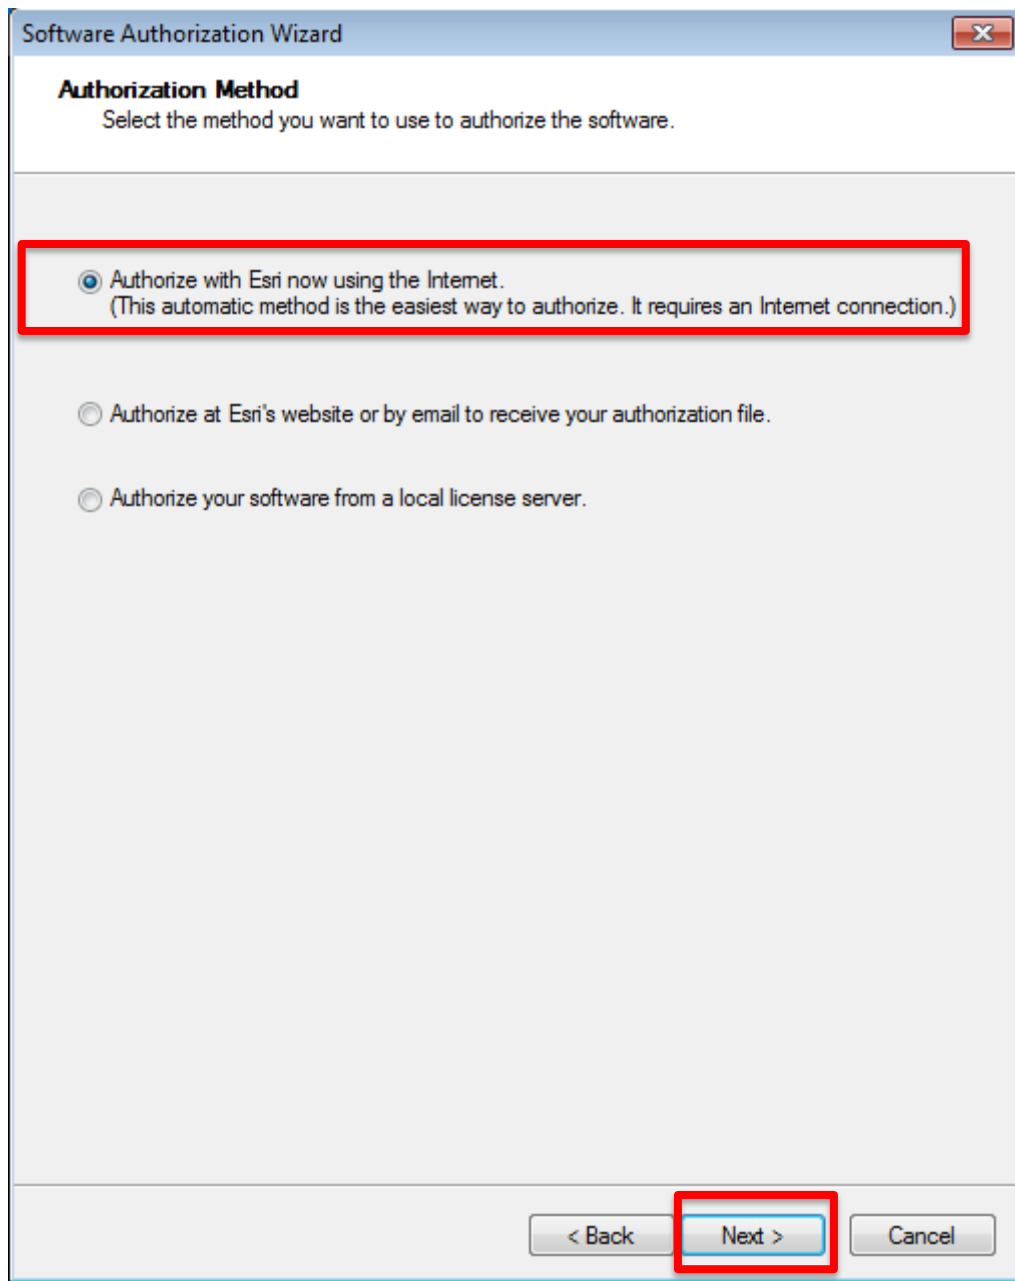 Software Authorization Wizard
Authorization Method
Select the method you want to use to authorize the software.
Authorize with Esri now using the Internet.
(This automatic method is the easiest way to authorize. It requires an Internet connection.)
Authorize at Esri's website or by email to receive your authorization file.
Authorize your software from a local license server.
< Back Next > Cancel